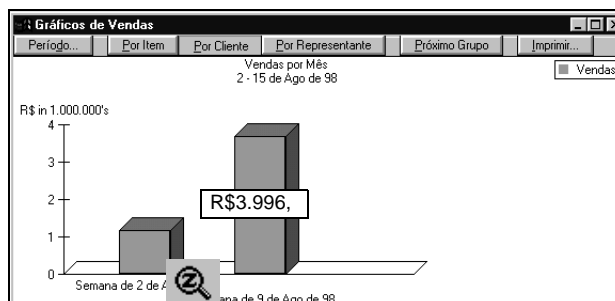 Gráficos de Vendas
Período... Por Item Por Cliente Por Representante Próximo Grupo Imprimir...
Vendas por Mês
2 - 15 de Ago de 98
Vendas
R$ in 1.000.000's
4
3
2
1
0
R$3.996,
Semana de 2 de A
ana de 9 de Ago de 98